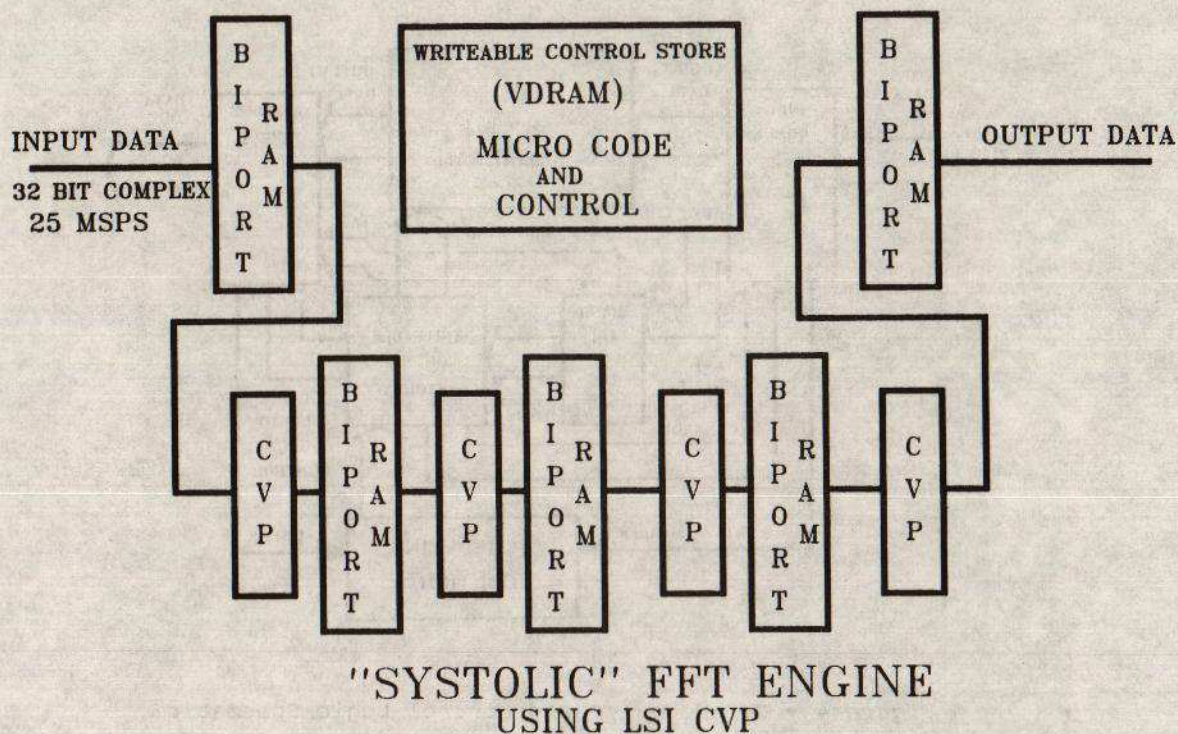 BIPORT RAM
WRITEABLE CONTROL STORE
(VDRAM)
MICRO CODE
AND
CONTROL
BIPORT RAM
INPUT DATA
32 BIT COMPLEX
25 MSPS
OUTPUT DATA
CVP
BIPORT RAM
CVP
BIPORT RAM
CVP
BIPORT RAM
CVP
"SYSTOLIC" FFT ENGINE
USING LSI CVP